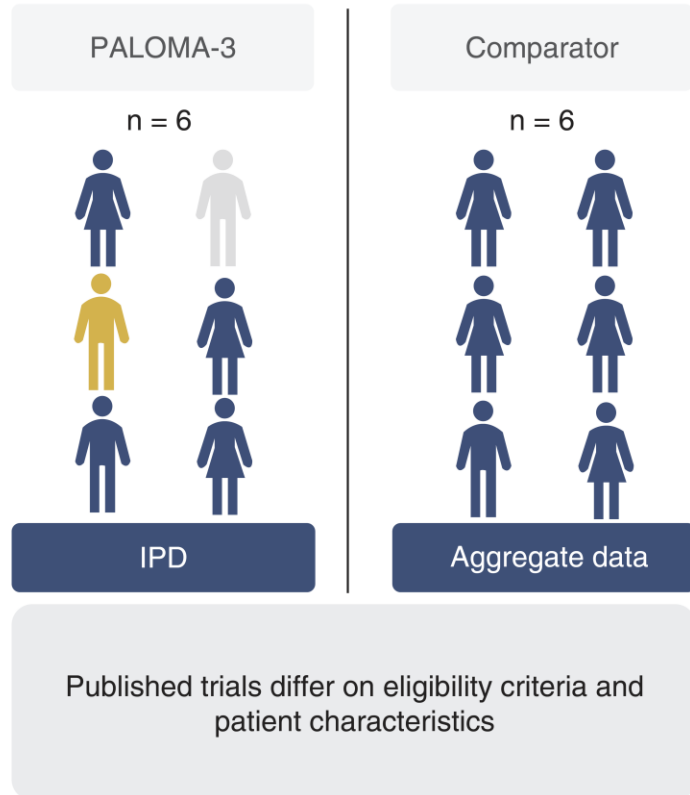 PALOMA-3
n = 6
IPD
Comparator
n = 6
Aggregate data
Published trials differ on eligibility criteria and
patient characteristics